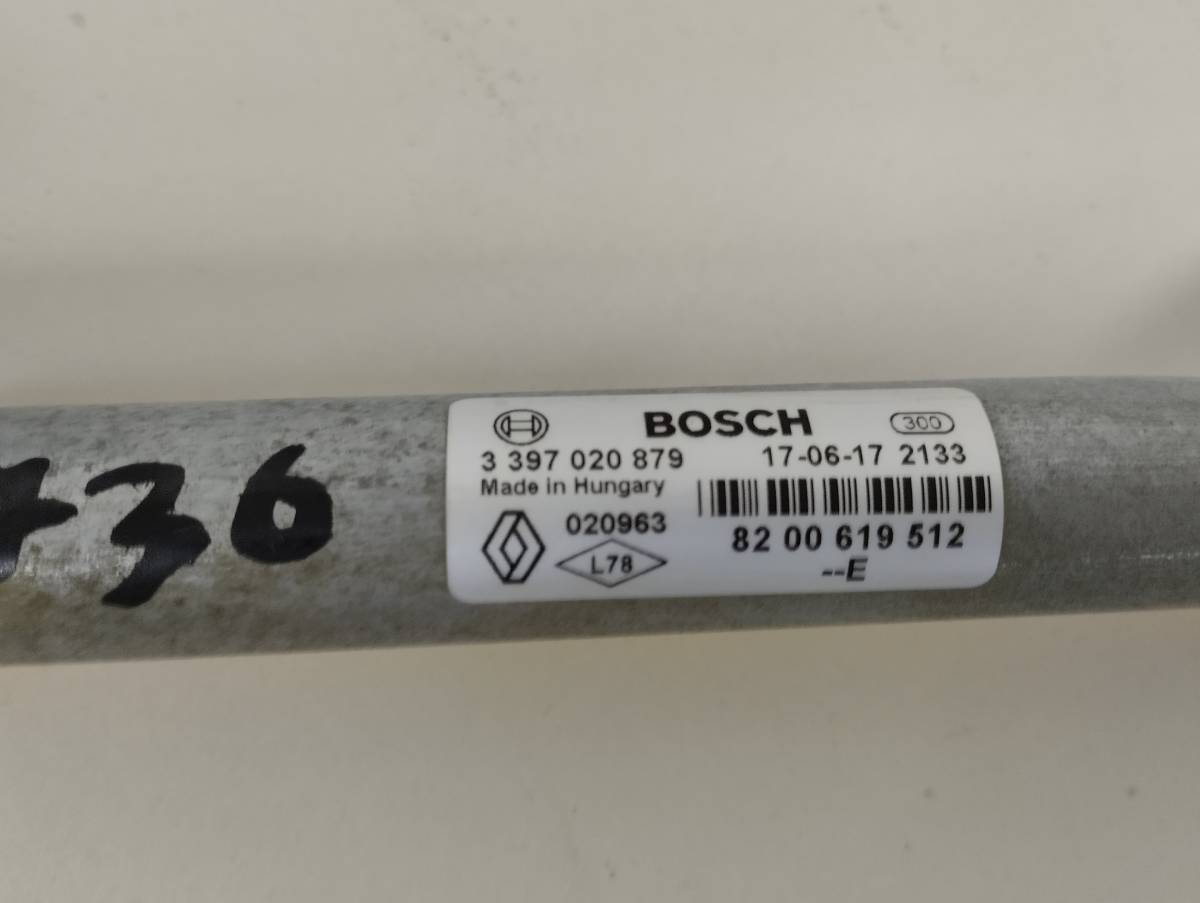 BOSCH
300
3 397 020 879
17-06-17 2133
Made in Hungary
020963
L78
82 00 619 512
--E
36